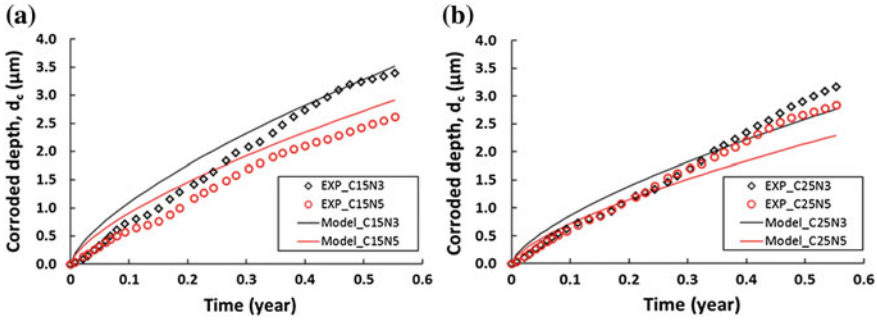 (a)
Corroded depth, d_c (μm)
4.0
3.5
3.0
2.5
2.0
1.5
1.0
0.5
0.0
EXP_C15N3
EXP_C15N5
Model_C15N3
Model_C15N5
0 0.1 0.2 0.3 0.4 0.5 0.6
Time (year)
(b)
Corroded depth, d_c (μm)
4.0
3.5
3.0
2.5
2.0
1.5
1.0
0.5
0.0
EXP_C25N3
EXP_C25N5
Model_C25N3
Model_C25N5
0 0.1 0.2 0.3 0.4 0.5 0.6
Time (year)